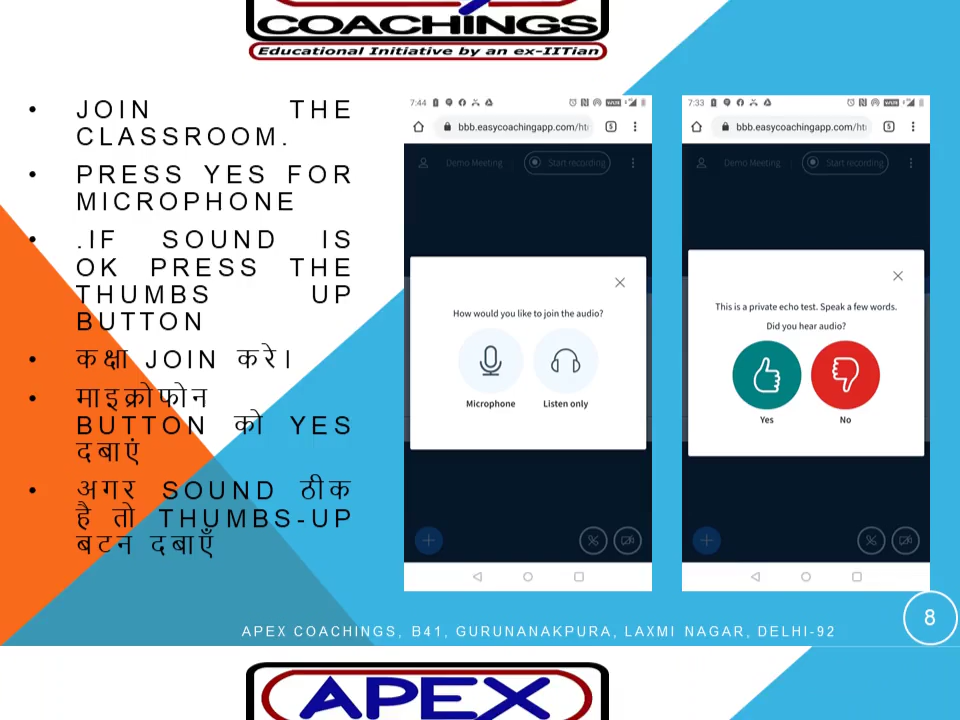 COACHINGS
Educational Initiative by an ex-IITian
• JOIN THE
CLASSROOM.
• PRESS YES FOR
MICROPHONE
• .IF SOUND IS
OK PRESS THE
THUMBS UP
BUTTON
• कक्षा JOIN करे।
• माइक्रोफोन
BUTTON को YES
दबाएं
• अगर SOUND ठीक
है तो THUMBS-UP
बटन दबाएँ
7:44
bbb.easycoachingapp.com/ht
5
Demo Meeting
Start recording
How would you like to join the audio?
Microphone
Listen only
7:33
bbb.easycoachingapp.com/ht
5
Demo Meeting
Start recording
This is a private echo test. Speak a few words.
Did you hear audio?
Yes
No
8
APEX COACHINGS, B41, GURUNANAKPURA, LAXMI NAGAR, DELHI-92
APEX